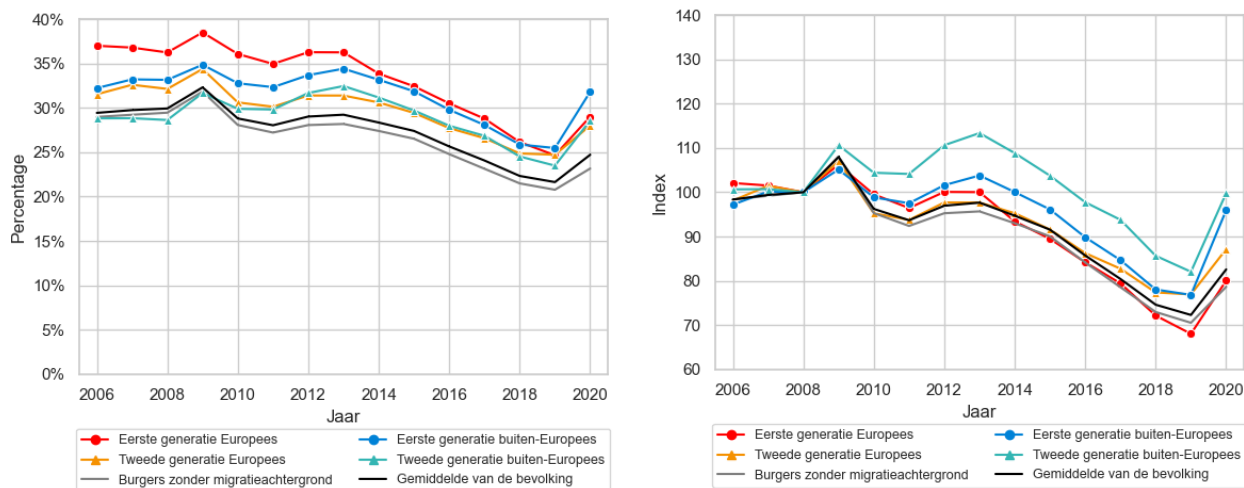 40%
35%
30%
25%
20%
15%
10%
5%
0%
Percentage
2006 2008 2010 2012 2014 2016 2018 2020
Jaar
Eerste generatie Europees
Eerste generatie buiten-Europees
Tweede generatie Europees
Tweede generatie buiten-Europees
Burgers zonder migratieachtergrond
Gemiddelde van de bevolking
140
130
120
110
100
90
80
70
60
Index
2006 2008 2010 2012 2014 2016 2018 2020
Jaar
Eerste generatie Europees
Eerste generatie buiten-Europees
Tweede generatie Europees
Tweede generatie buiten-Europees
Burgers zonder migratieachtergrond
Gemiddelde van de bevolking